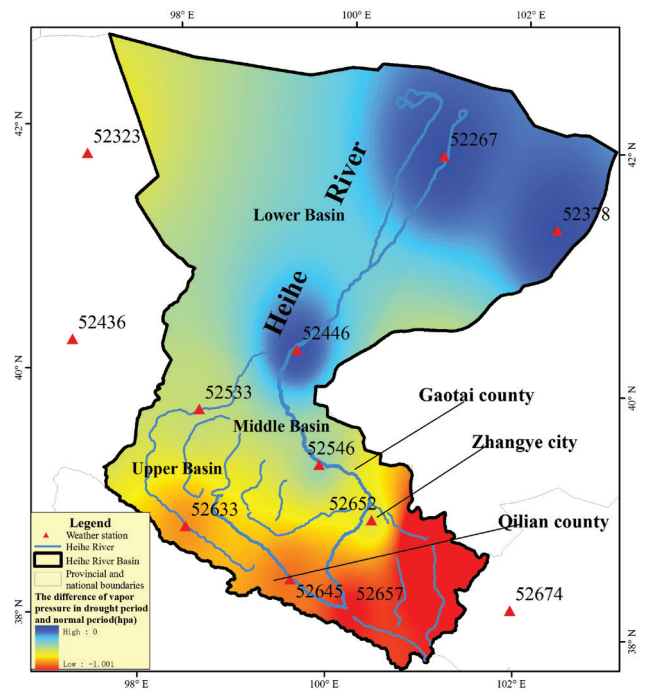 98° E
100° E
102° E
42° N
42° N
52323
52267
River
Lower Basin
52378
Heihe
52436
52446
40° N
40° N
52533
Gaotai county
Middle Basin
Zhangye city
52546
Upper Basin
52633
52652
Qilian county
52645
52657
52674
38° N
38° N
Legend
Weather station
Heihe River
Heihe River Basin
Provincial and
national boundaries
The difference of vapor
pressure in drought period
and normal period(hpa)
High : 0
Low : -1.001
98° E
100° E
102° E